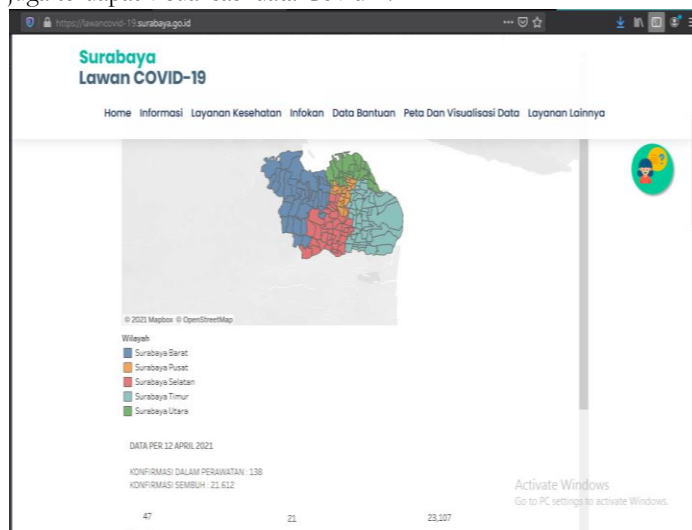 https://lawancovid-19.surabaya.go.id
Surabaya
Lawan COVID-19
Home Informasi Layanan Kesehatan Infokan Data Bantuan Peta Dan Visualisasi Data Layanan Lainnya
© 2021 Mapbox © OpenStreetMap
Wilayah
Surabaya Barat
Surabaya Pusat
Surabaya Selatan
Surabaya Timur
Surabaya Utara
DATA PER 12 APRIL 2021
KONFIRMASI DALAM PERAWATAN : 138
KONFIRMASI SEMBUH : 21.612
Activate Windows
Go to PC settings to activate Windows.
47 21 23,107